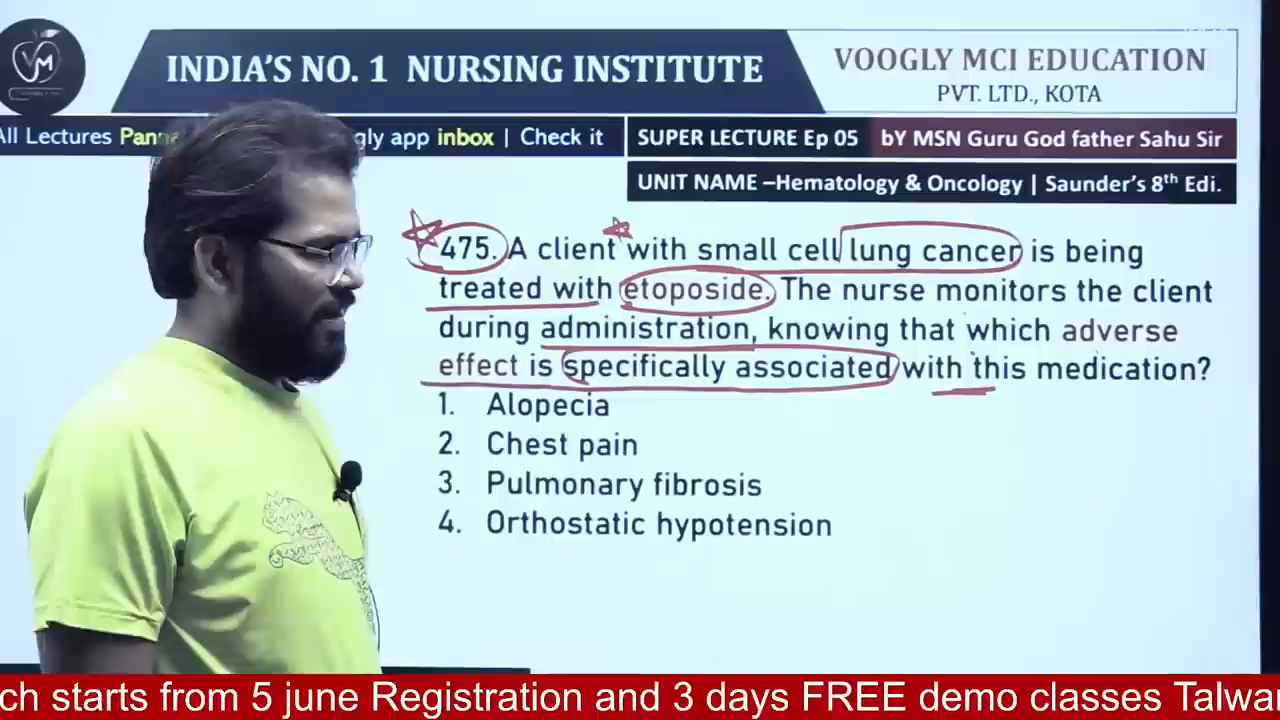 VM
INDIA'S NO. 1 NURSING INSTITUTE
VOOGLY MCI EDUCATION
PVT. LTD., KOTA
All Lectures
gly app inbox | Check it
SUPER LECTURE Ep 05 bY MSN Guru God father Sahu Sir
UNIT NAME –Hematology & Oncology | Saunder's 8th Edi.
475. A client with small cell lung cancer is being
treated with etoposide. The nurse monitors the client
during administration, knowing that which adverse
effect is specifically associated with this medication?
1. Alopecia
2. Chest pain
3. Pulmonary fibrosis
4. Orthostatic hypotension
ch starts from 5 june Registration and 3 days FREE demo classes Talwa